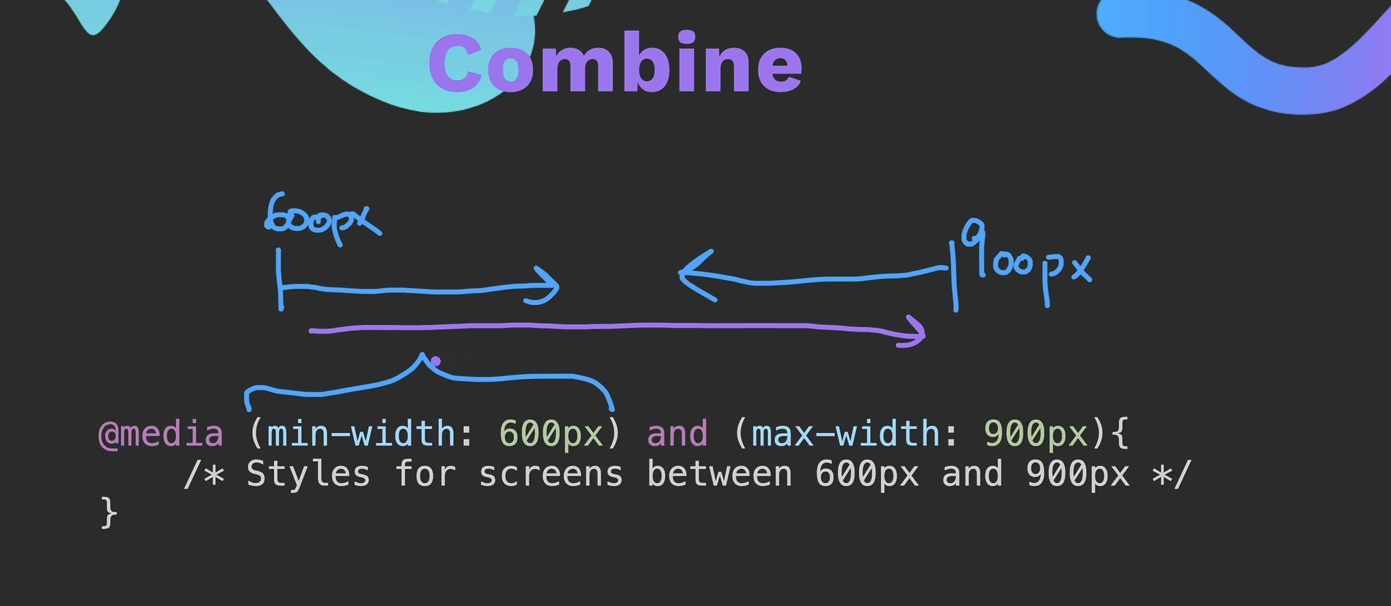 Combine
600px
900px
@media (min-width: 600px) and (max-width: 900px){
/* Styles for screens between 600px and 900px */
}